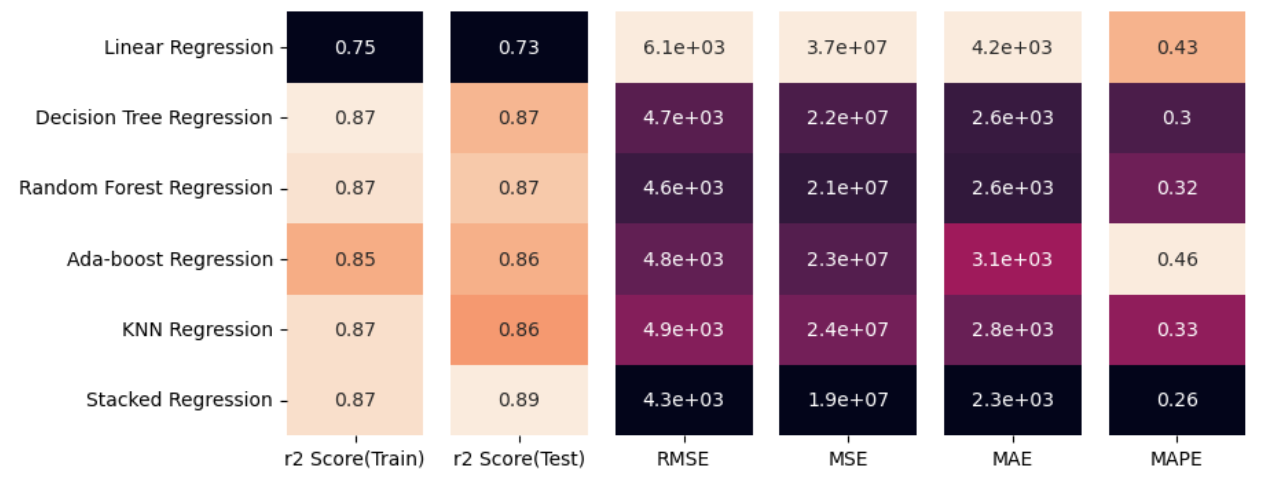 Linear Regression 0.75 0.73 6.1e+03 3.7e+07 4.2e+03 0.43
Decision Tree Regression 0.87 0.87 4.7e+03 2.2e+07 2.6e+03 0.3
Random Forest Regression 0.87 0.87 4.6e+03 2.1e+07 2.6e+03 0.32
Ada-boost Regression 0.85 0.86 4.8e+03 2.3e+07 3.1e+03 0.46
KNN Regression 0.87 0.86 4.9e+03 2.4e+07 2.8e+03 0.33
Stacked Regression 0.87 0.89 4.3e+03 1.9e+07 2.3e+03 0.26
r2 Score(Train) r2 Score(Test) RMSE MSE MAE MAPE